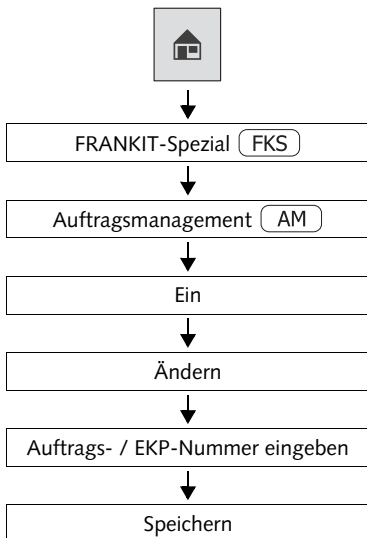 FRANKIT-Spezial FKS
Auftragsmanagement AM
Ein
Ändern
Auftrags- / EKP-Nummer eingeben
Speichern